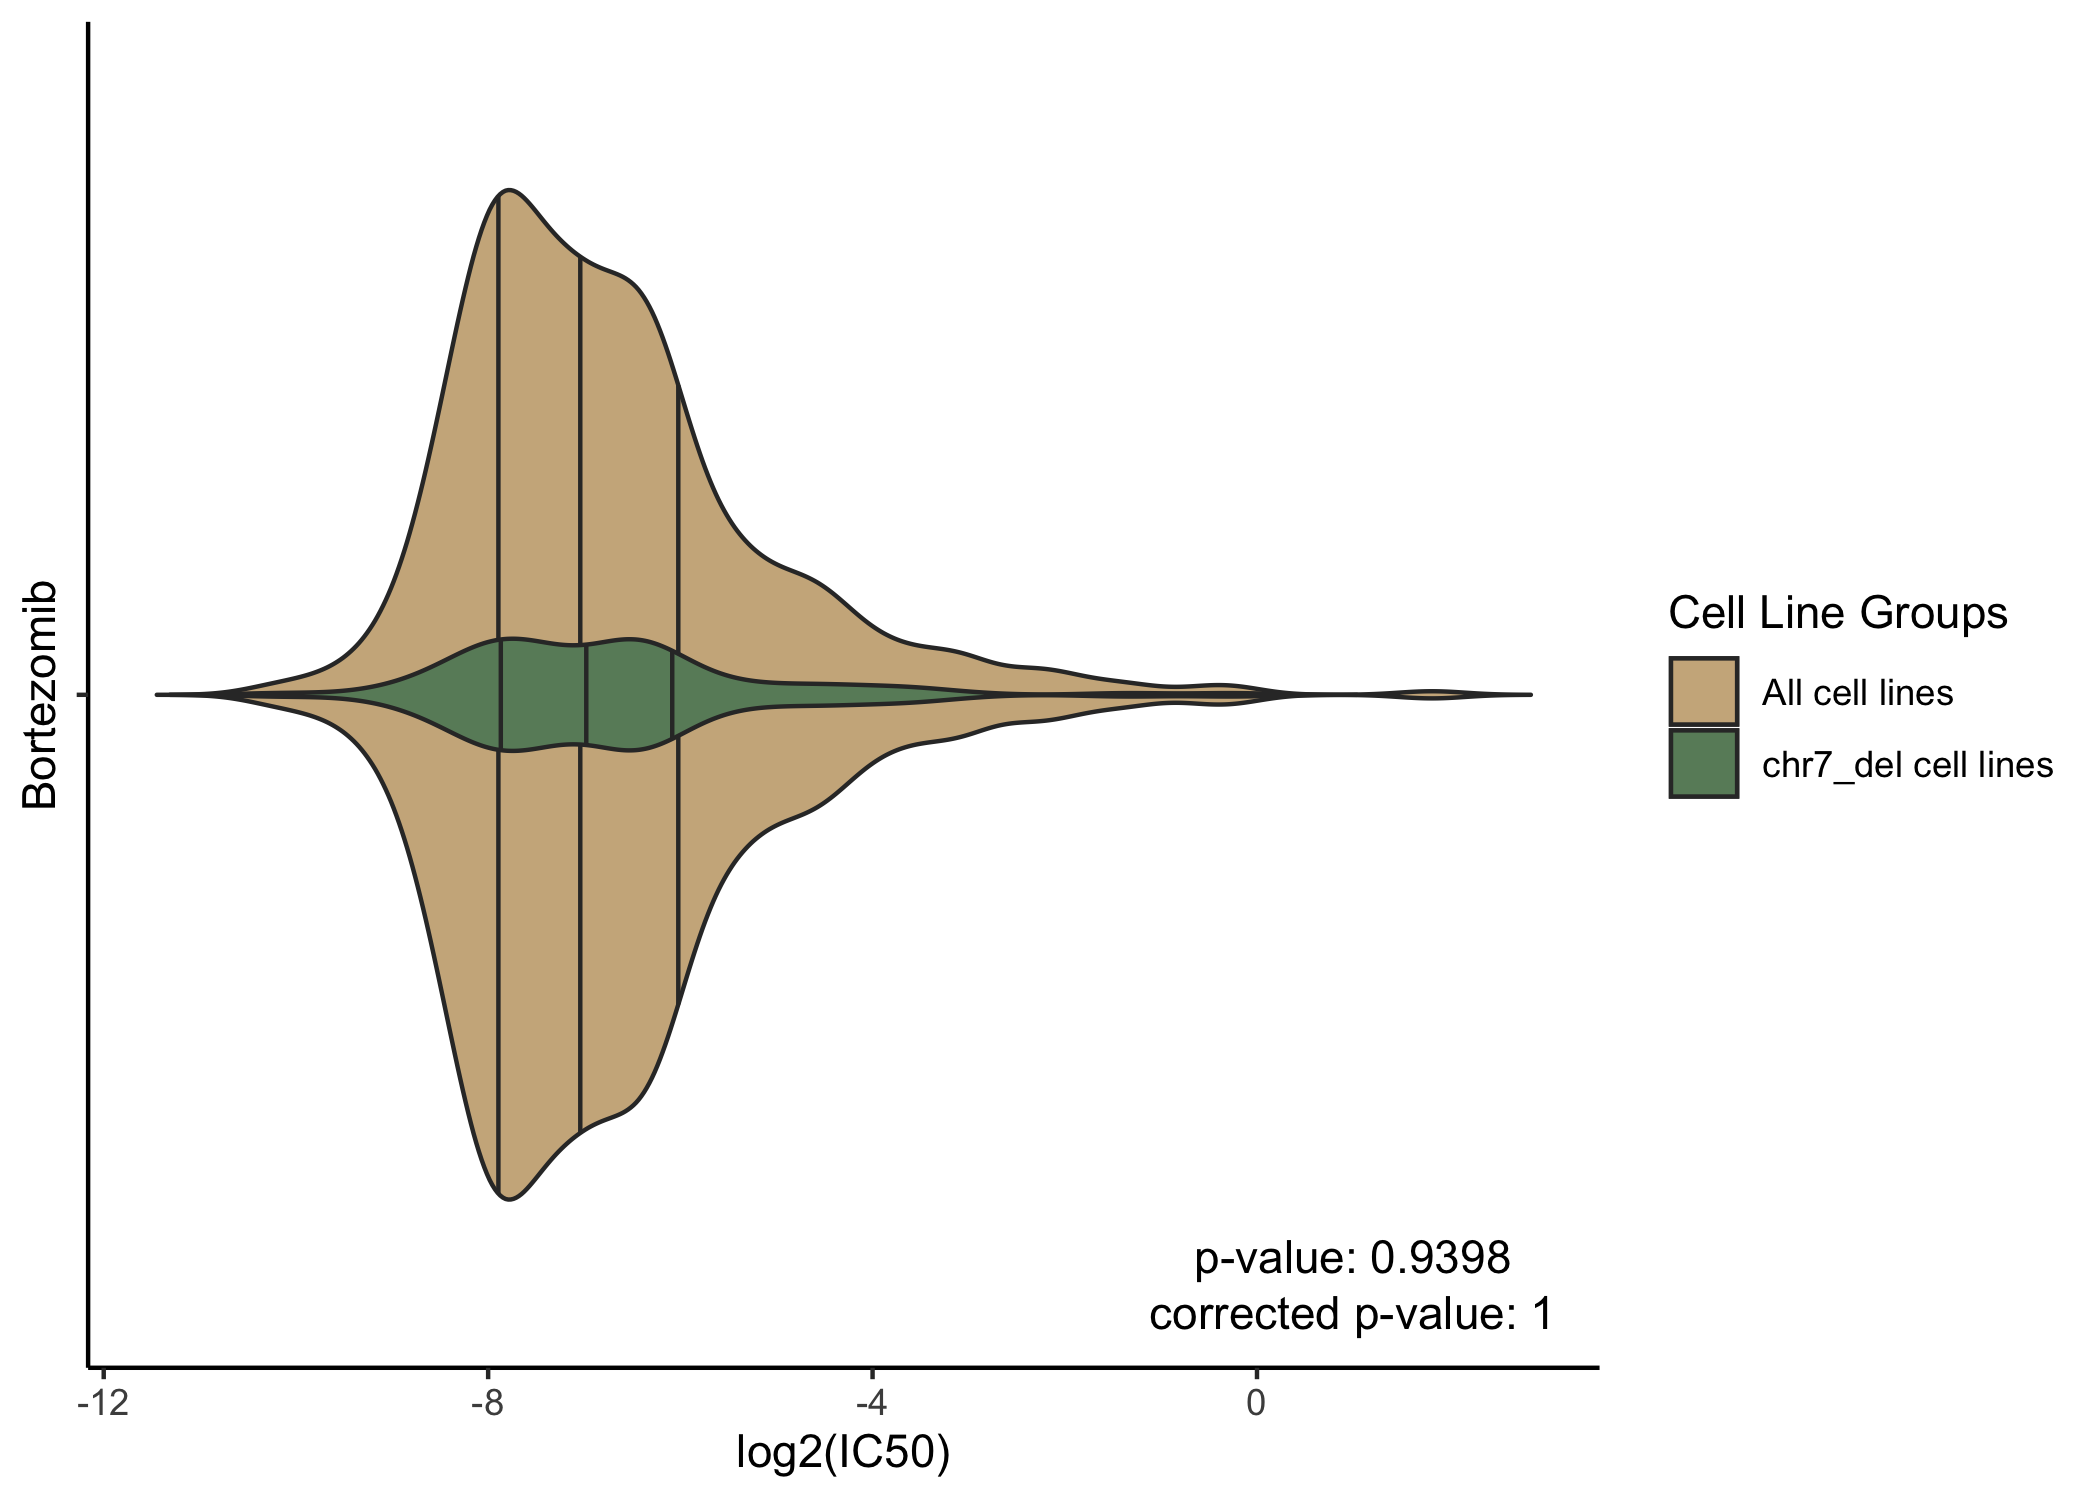 Bortezomib
p-value: 0.9398
corrected p-value: 1
-12 -8 -4 0
log2(IC50)
Cell Line Groups
All cell lines
chr7_del cell lines